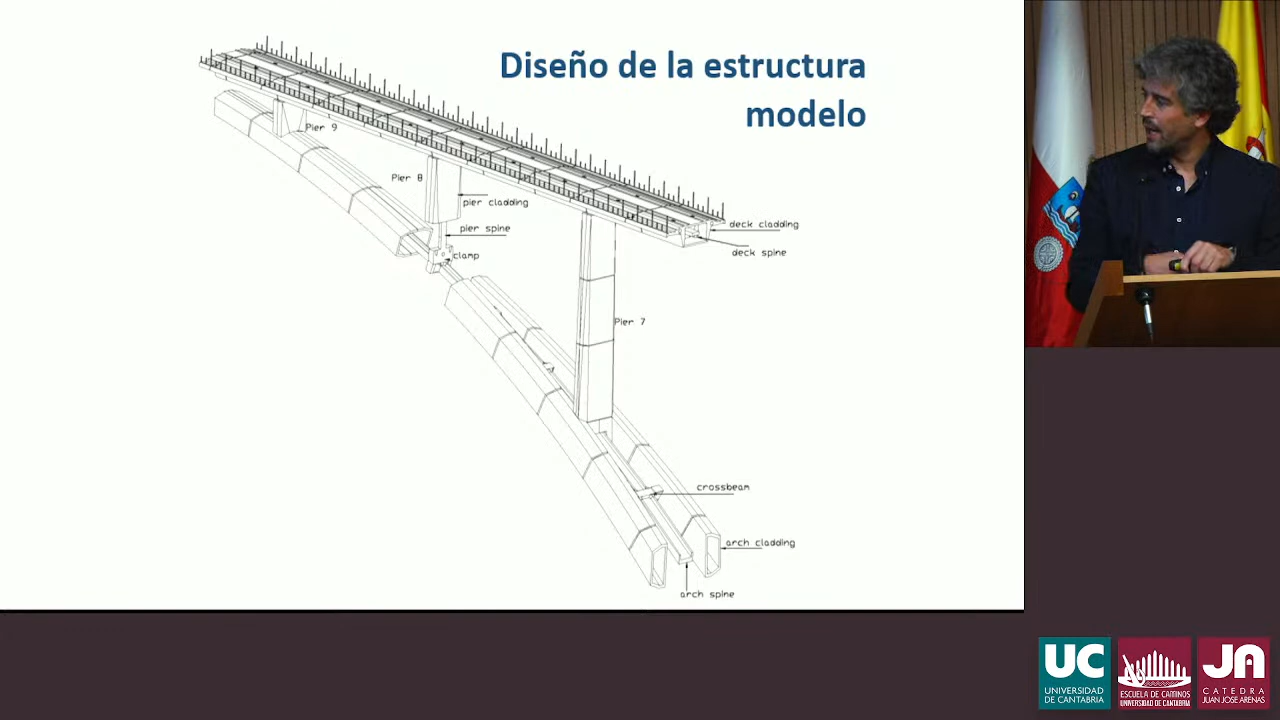 Diseño de la estructura
modelo
Pier 9
Pier 8
pier cladding
pier spine
clamp
deck cladding
deck spine
Pier 7
crossbeam
arch cladding
arch spine
UC
UNIVERSIDAD
DE CANTABRIA
ESCUELA DE CAMINOS
UNIVERSIDAD DE CANTABRIA
JA
CATEDRA
JUAN JOSE ARENAS